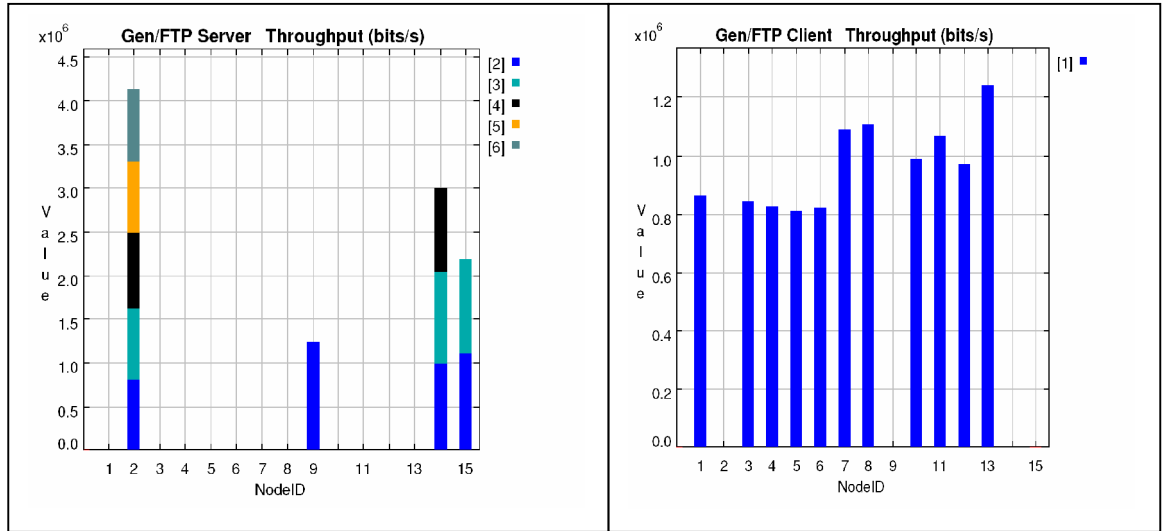 x10⁶ Gen/FTP Server Throughput (bits/s)
4.5
4.0
3.5
3.0
2.5
2.0
1.5
1.0
0.5
0.0
Value
1 2 3 4 5 6 7 8 9 11 13 15
NodeID
[2]
[3]
[4]
[5]
[6]
x10⁶ Gen/FTP Client Throughput (bits/s)
1.2
1.0
0.8
0.6
0.4
0.2
0.0
Value
1 3 4 5 6 7 8 9 11 13 15
NodeID
[1]